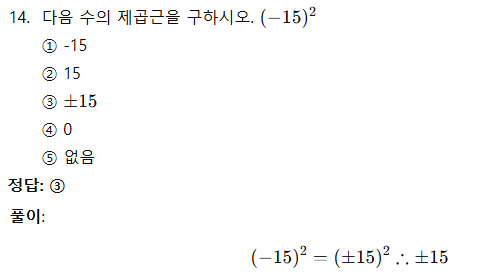 14. 다음 수의 제곱근을 구하시오. (−15)²
① -15
② 15
③ ±15
④ 0
⑤ 없음
정답: ③
풀이:
(−15)² = (±15)² ∴ ±15